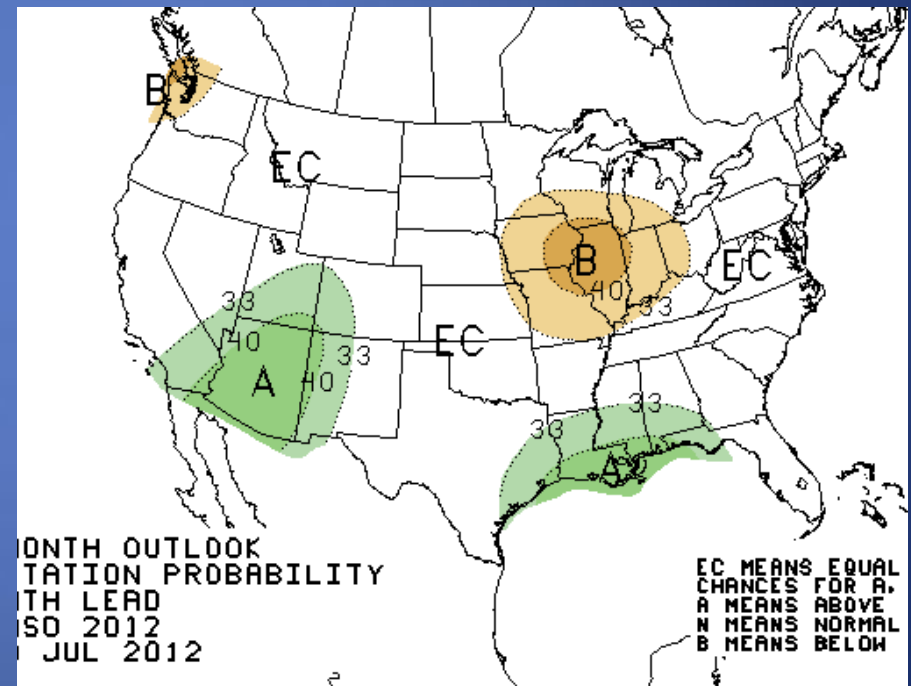 B
EC
B
EC
40
33
33
40
EC
33
A
40
33
33
A
ONTH OUTLOOK
TATION PROBABILITY
TH LEAD
SO 2012
JUL 2012
EC MEANS EQUAL
CHANCES FOR A,
A MEANS ABOVE
N MEANS NORMAL
B MEANS BELOW